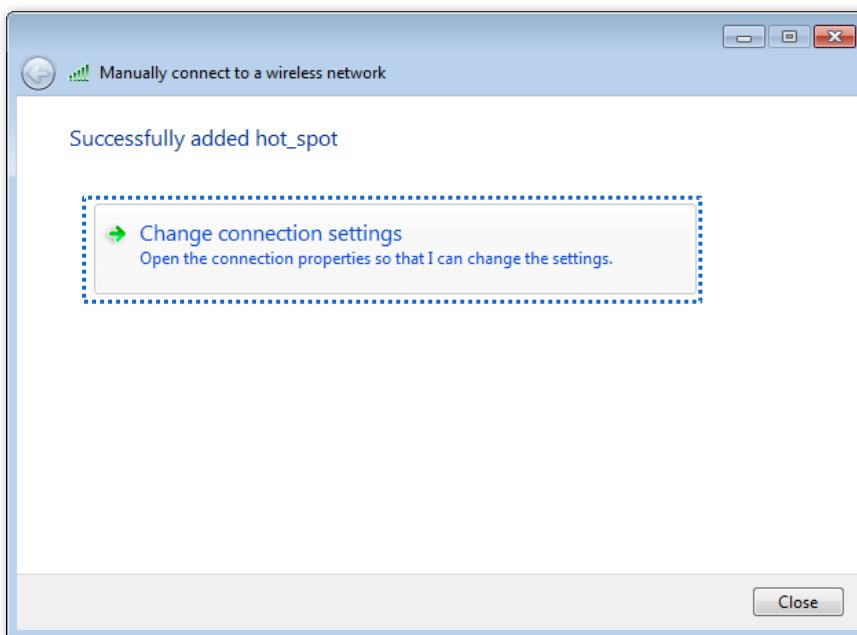 Manually connect to a wireless network
Successfully added hot_spot
Change connection settings
Open the connection properties so that I can change the settings.
Close